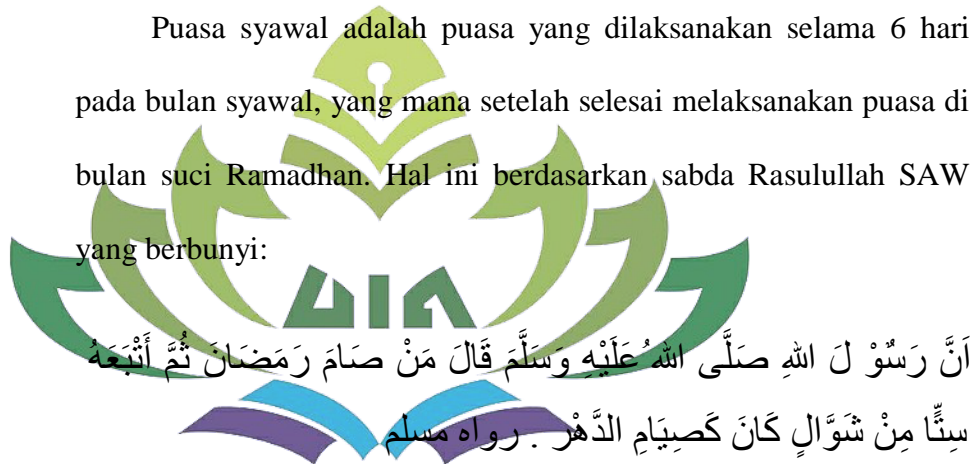 Puasa syawal adalah puasa yang dilaksanakan selama 6 hari
pada bulan syawal, yang mana setelah selesai melaksanakan puasa di
bulan suci Ramadhan. Hal ini berdasarkan sabda Rasulullah SAW
yang berbunyi:
UIN
اَنَّ رَسٌوْ لَ اللهِ صَلَّى اللهُ عَلَيْهِ وَسَلَّمَ قَالَ مَنْ صَامَ رَمَضَانَ ثُمَّ أَتْبَعَهُ
سِتًّا مِنْ شَوَّالٍ كَانَ كَصِيَامِ الدَّهْرِ . رواه مسلم